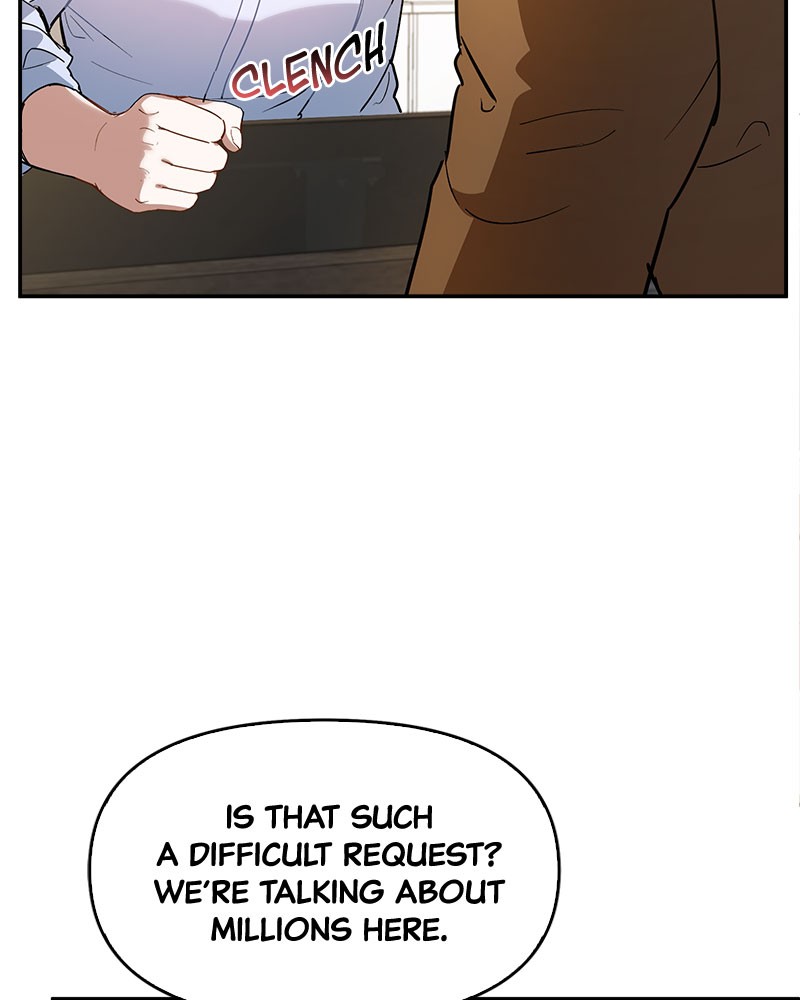 CLENCH
IS THAT SUCH
A DIFFICULT REQUEST?
WE'RE TALKING ABOUT
MILLIONS HERE.